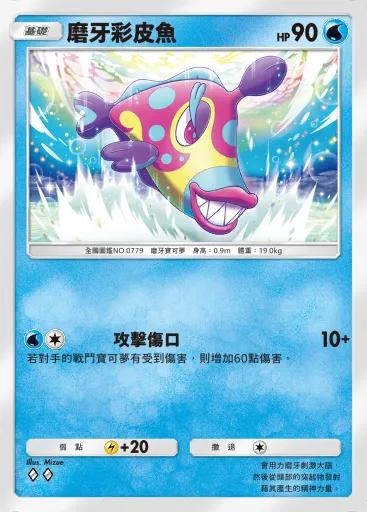 基礎 磨牙彩皮魚 HP 90
全國圖鑑NO.0779 磨牙寶可夢 身高：0.9m 體重：19.0kg
攻擊傷口 10+
若對手的戰鬥寶可夢有受到傷害，則增加60點傷害。
弱點 +20 撤退
Illus. Mizue
會用力磨牙刺激大腦，
然後從頭部的突起物發射
藉其產生的精神力量。